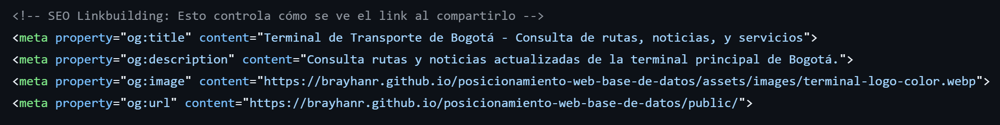 <!-- SEO Linkbuilding: Esto controla cómo se ve el link al compartirlo -->
<meta property="og:title" content="Terminal de Transporte de Bogotá - Consulta de rutas, noticias, y servicios">
<meta property="og:description" content="Consulta rutas y noticias actualizadas de la terminal principal de Bogotá.">
<meta property="og:image" content="https://brayhanr.github.io/posicionamiento-web-base-de-datos/assets/images/terminal-logo-color.webp">
<meta property="og:url" content="https://brayhanr.github.io/posicionamiento-web-base-de-datos/public/">